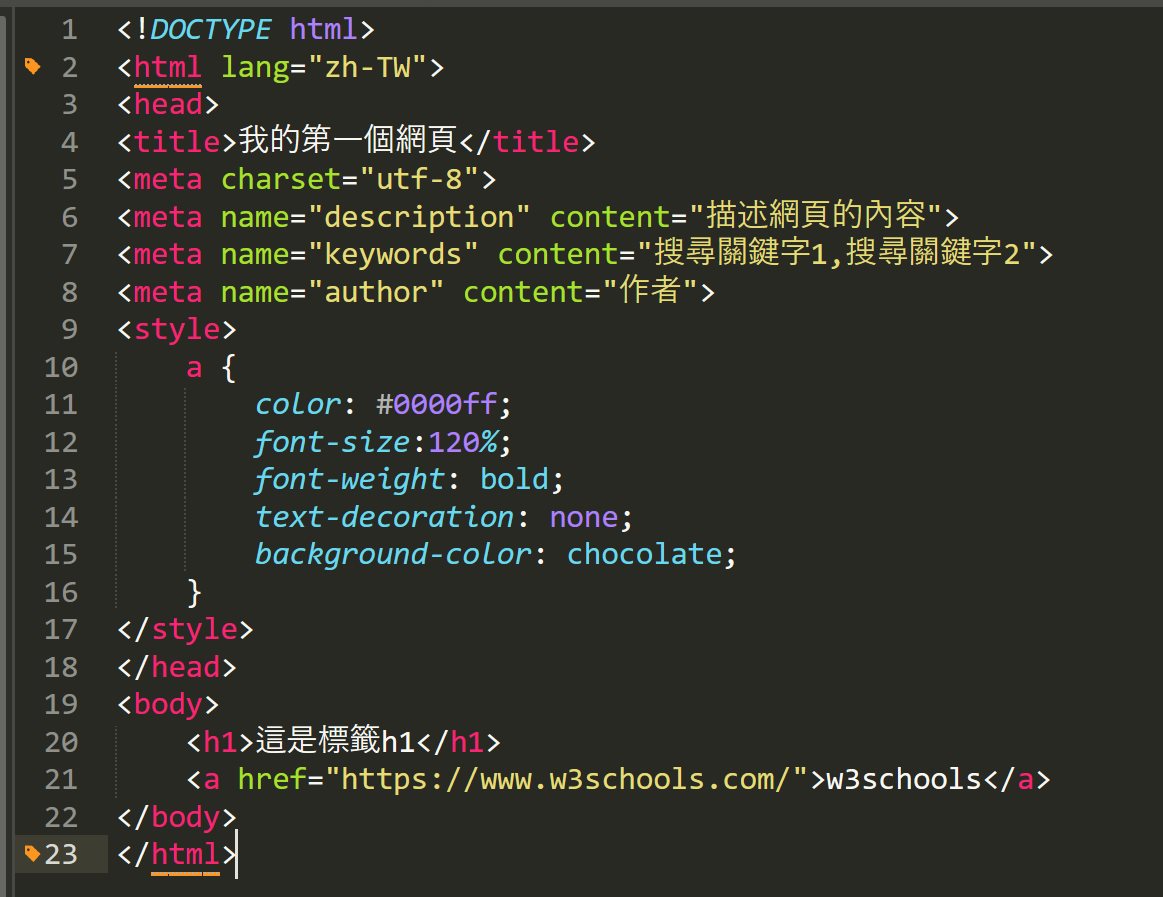 1 <!DOCTYPE html>
2 <html lang="zh-TW">
3 <head>
4 <title>我的第一個網頁</title>
5 <meta charset="utf-8">
6 <meta name="description" content="描述網頁的內容">
7 <meta name="keywords" content="搜尋關鍵字1,搜尋關鍵字2">
8 <meta name="author" content="作者">
9 <style>
10     a {
11         color: #0000ff;
12         font-size:120%;
13         font-weight: bold;
14         text-decoration: none;
15         background-color: chocolate;
16     }
17 </style>
18 </head>
19 <body>
20     <h1>這是標籤h1</h1>
21     <a href="https://www.w3schools.com/">w3schools</a>
22 </body>
23 </html>